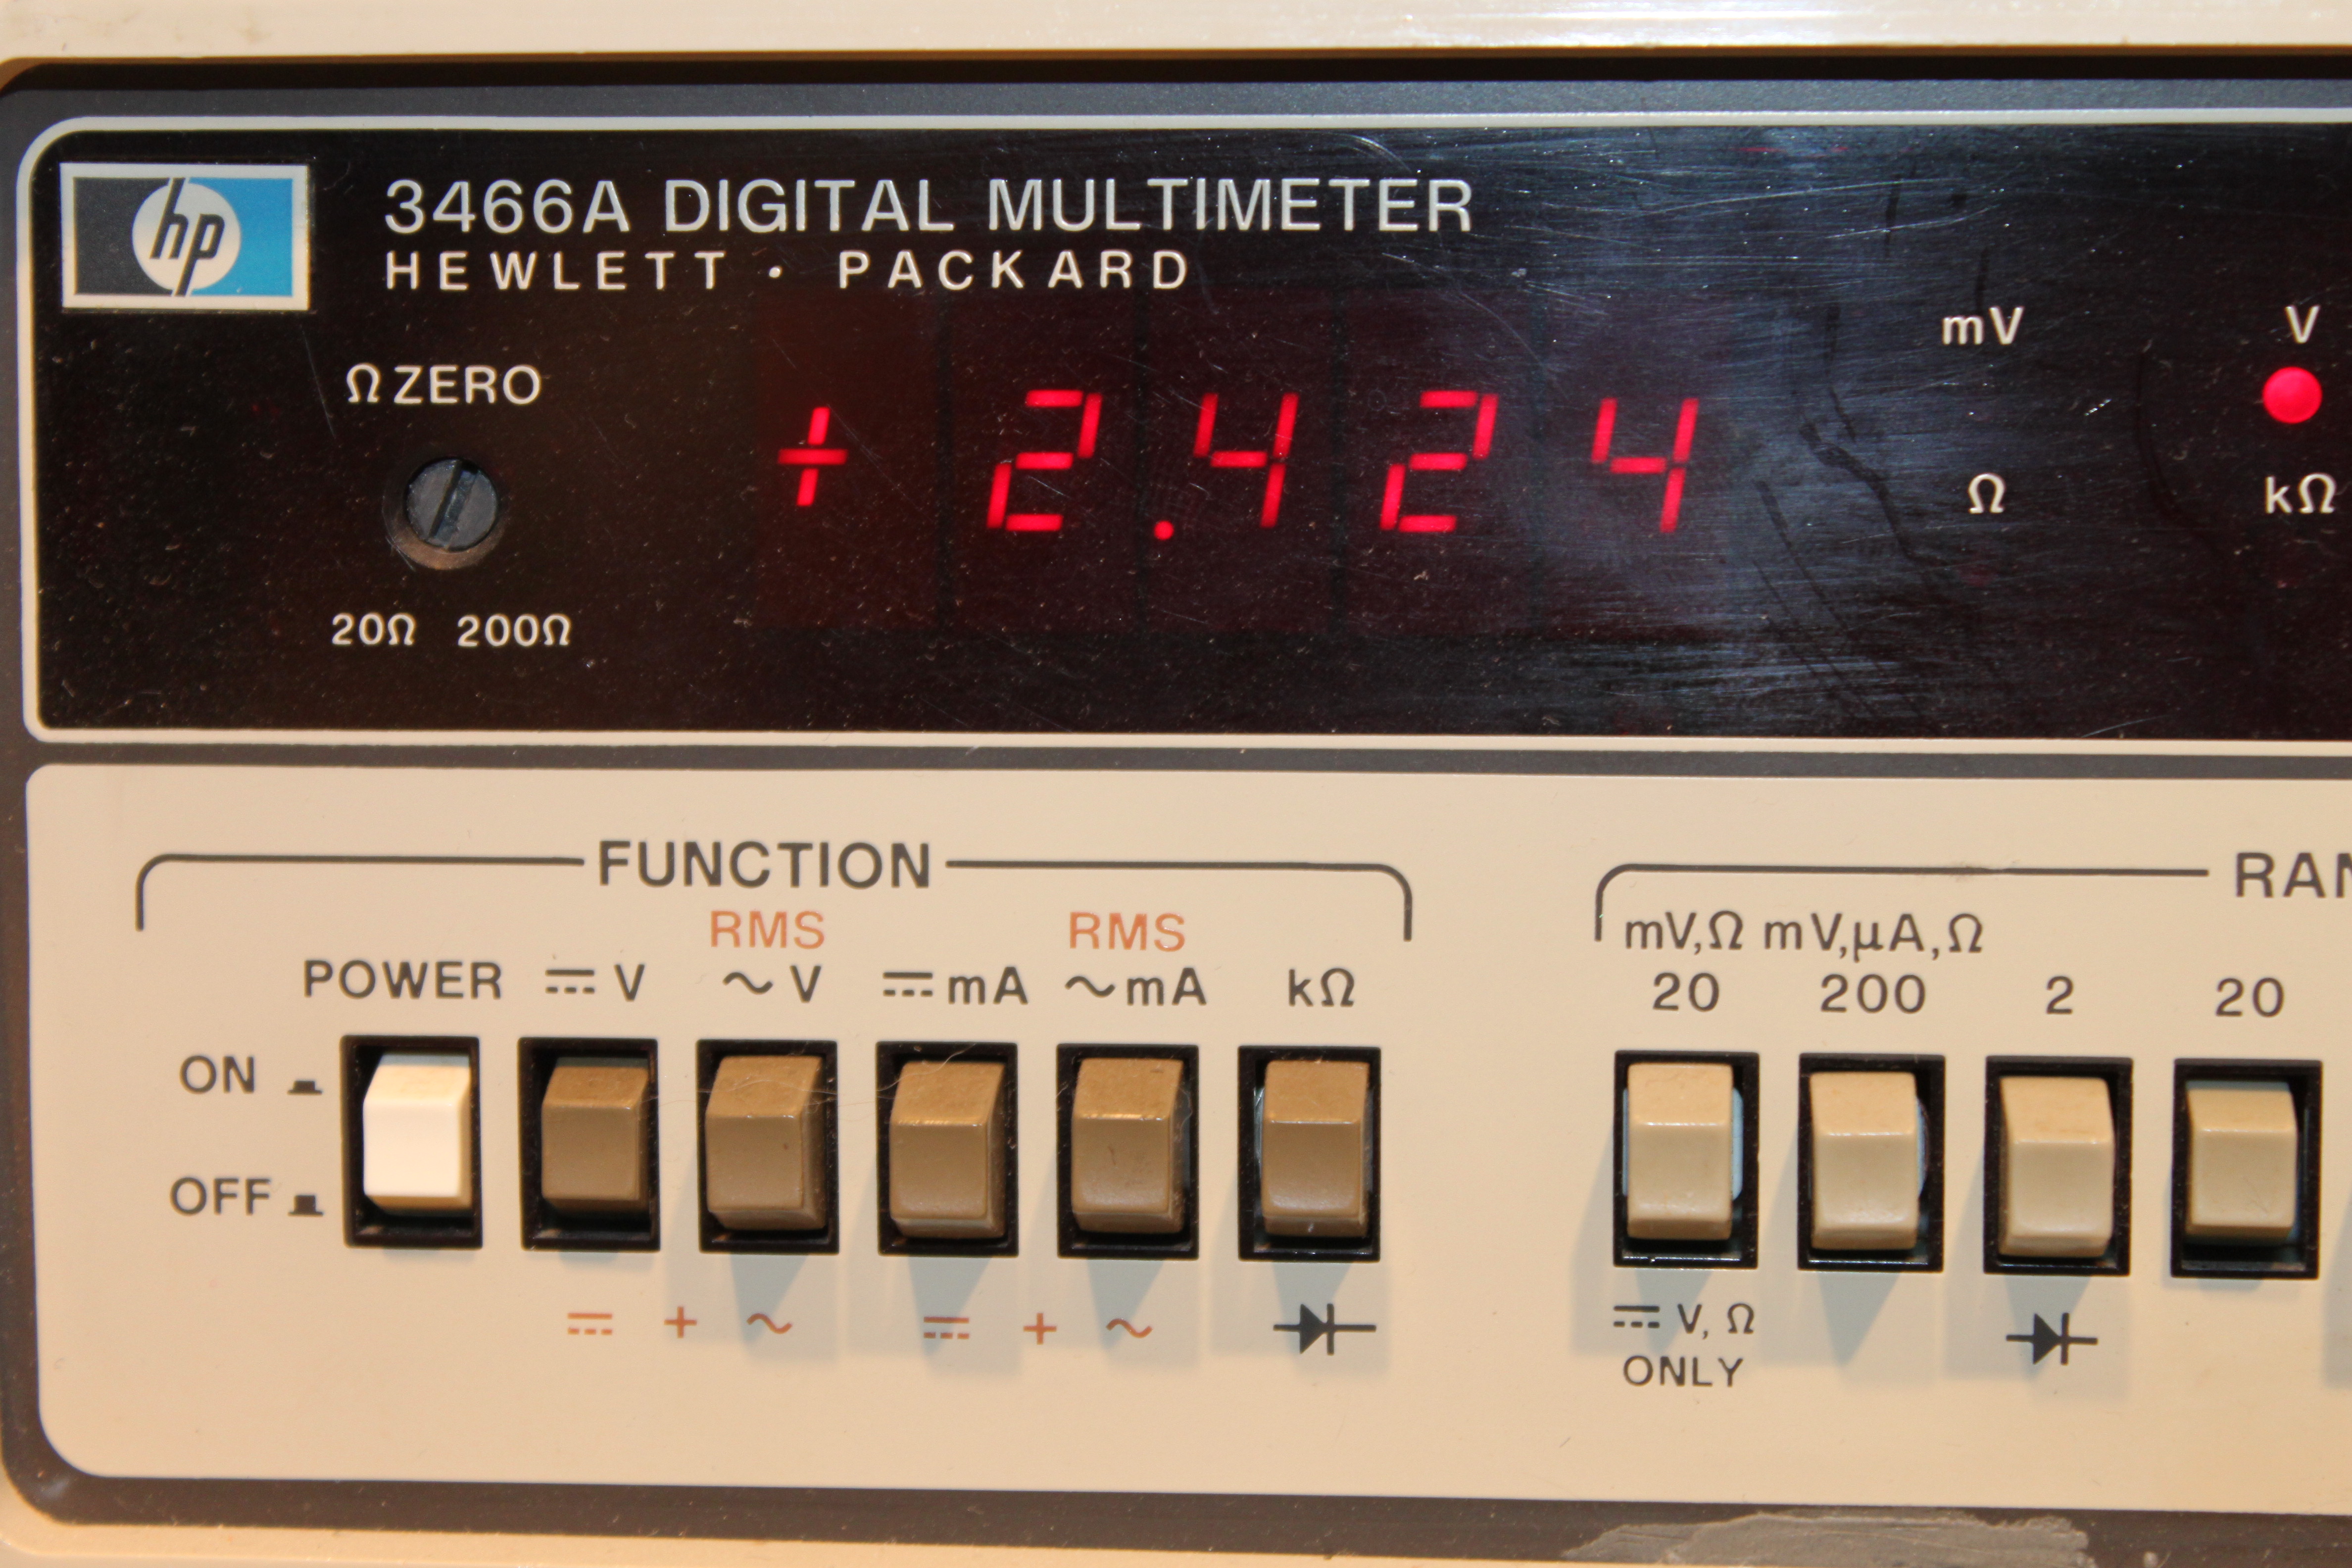 hp
3466A DIGITAL MULTIMETER
HEWLETT · PACKARD
mV V
Ω ZERO
+2.424
Ω kΩ
20Ω 200Ω
FUNCTION
RMS RMS
POWER ⎓ V ~ V ⎓ mA ~ mA kΩ
ON
OFF
⎓ + ~ ⎓ + ~
RAN
mV,Ω mV,µA,Ω
20 200 2 20
⎓ V, Ω
ONLY